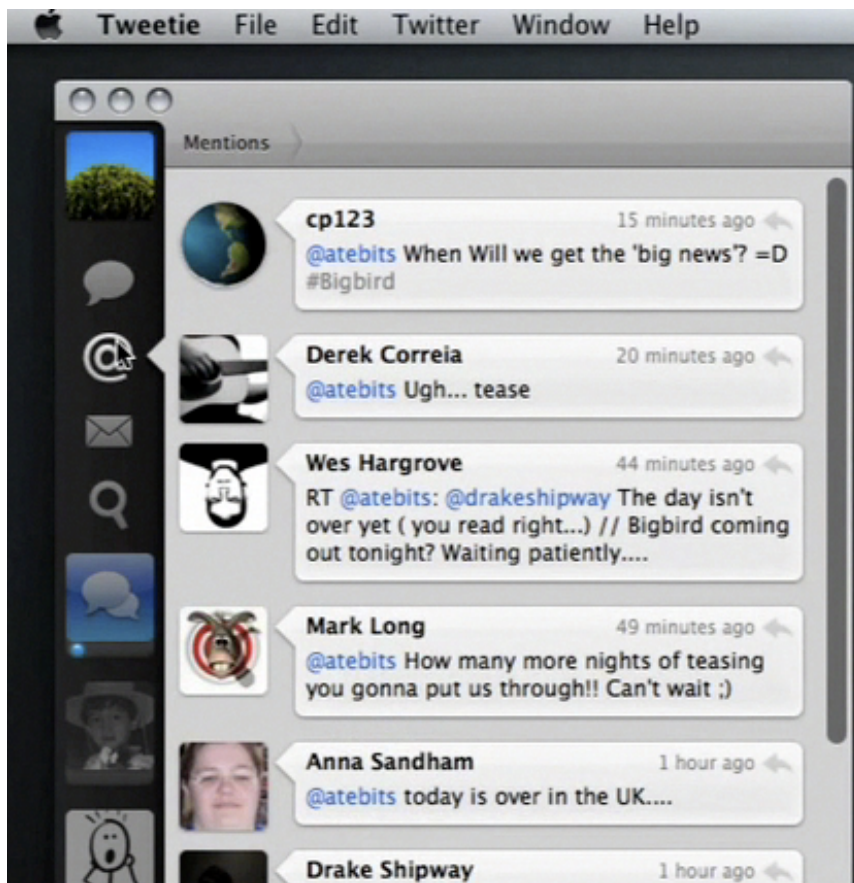 Tweetie File Edit Twitter Window Help
Mentions
cp123 15 minutes ago
@atebits When Will we get the 'big news'? =D
#Bigbird
Derek Correia 20 minutes ago
@atebits Ugh... tease
Wes Hargrove 44 minutes ago
RT @atebits: @drakeshipway The day isn't
over yet ( you read right...) // Bigbird coming
out tonight? Waiting patiently....
Mark Long 49 minutes ago
@atebits How many more nights of teasing
you gonna put us through!! Can't wait ;)
Anna Sandham 1 hour ago
@atebits today is over in the UK....
Drake Shipway 1 hour ago